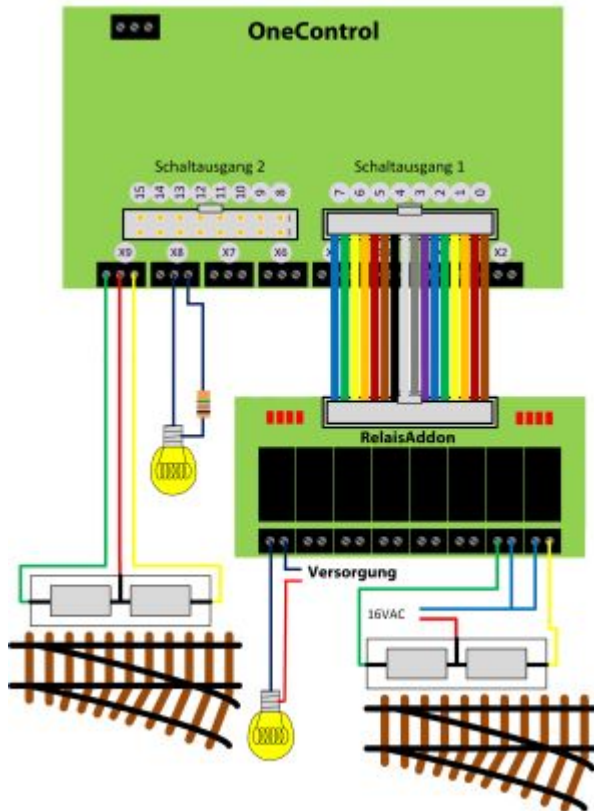 OneControl
Schaltausgang 2
Schaltausgang 1
15 14 13 12 11 10 9 8
7 6 5 4 3 2 1 0
X9 X8 X7 X6 X2
RelaisAddon
Versorgung
16VAC